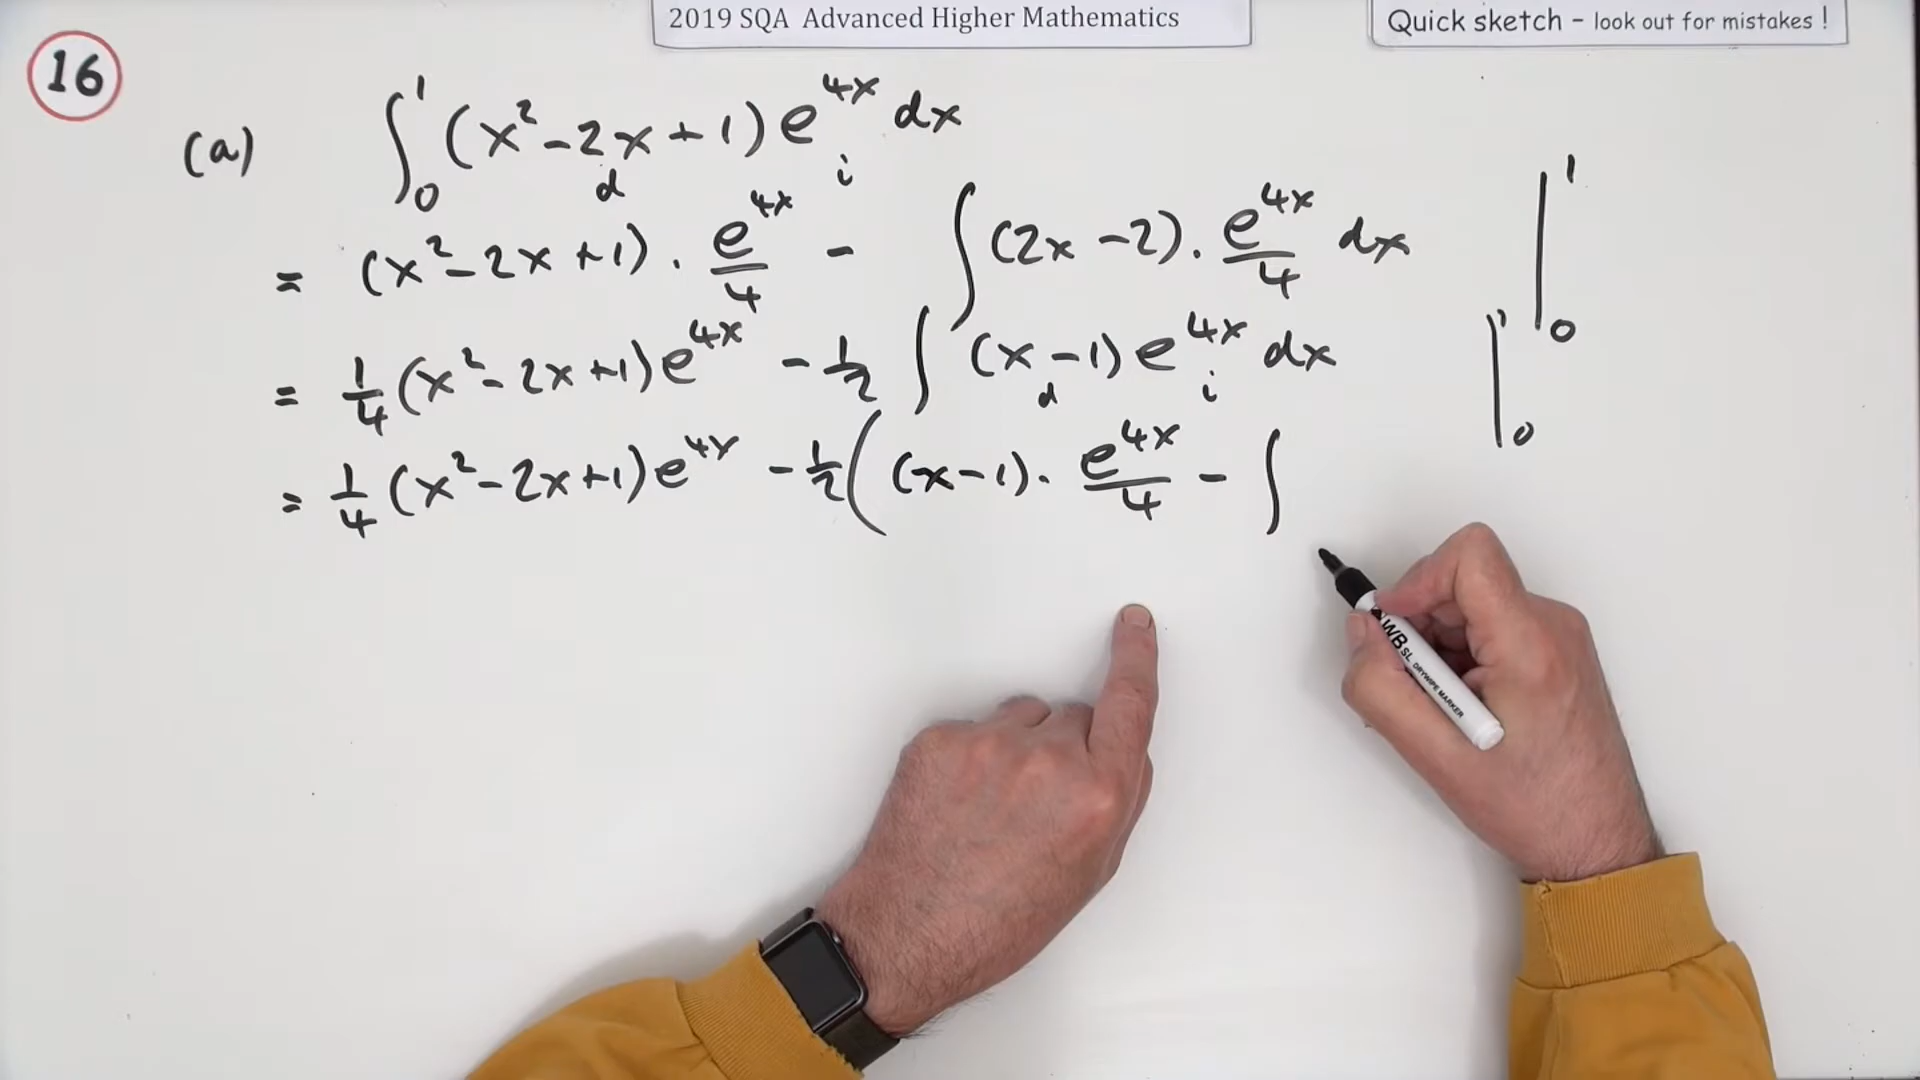 2019 SQA Advanced Higher Mathematics
Quick sketch – look out for mistakes !
16
(a) ∫₀¹ (x² - 2x + 1) e^{4x} dx
d i
= (x² - 2x + 1) . e^{4x}/4 - ∫ (2x - 2) . e^{4x}/4 dx |₀¹
= 1/4 (x² - 2x + 1) e^{4x} - 1/2 ∫ (x - 1) e^{4x} dx |₀¹
d i
= 1/4 (x² - 2x + 1) e^{4x} - 1/2 ( (x - 1) . e^{4x}/4 - ∫
WB SL DRYWIPE MARKER